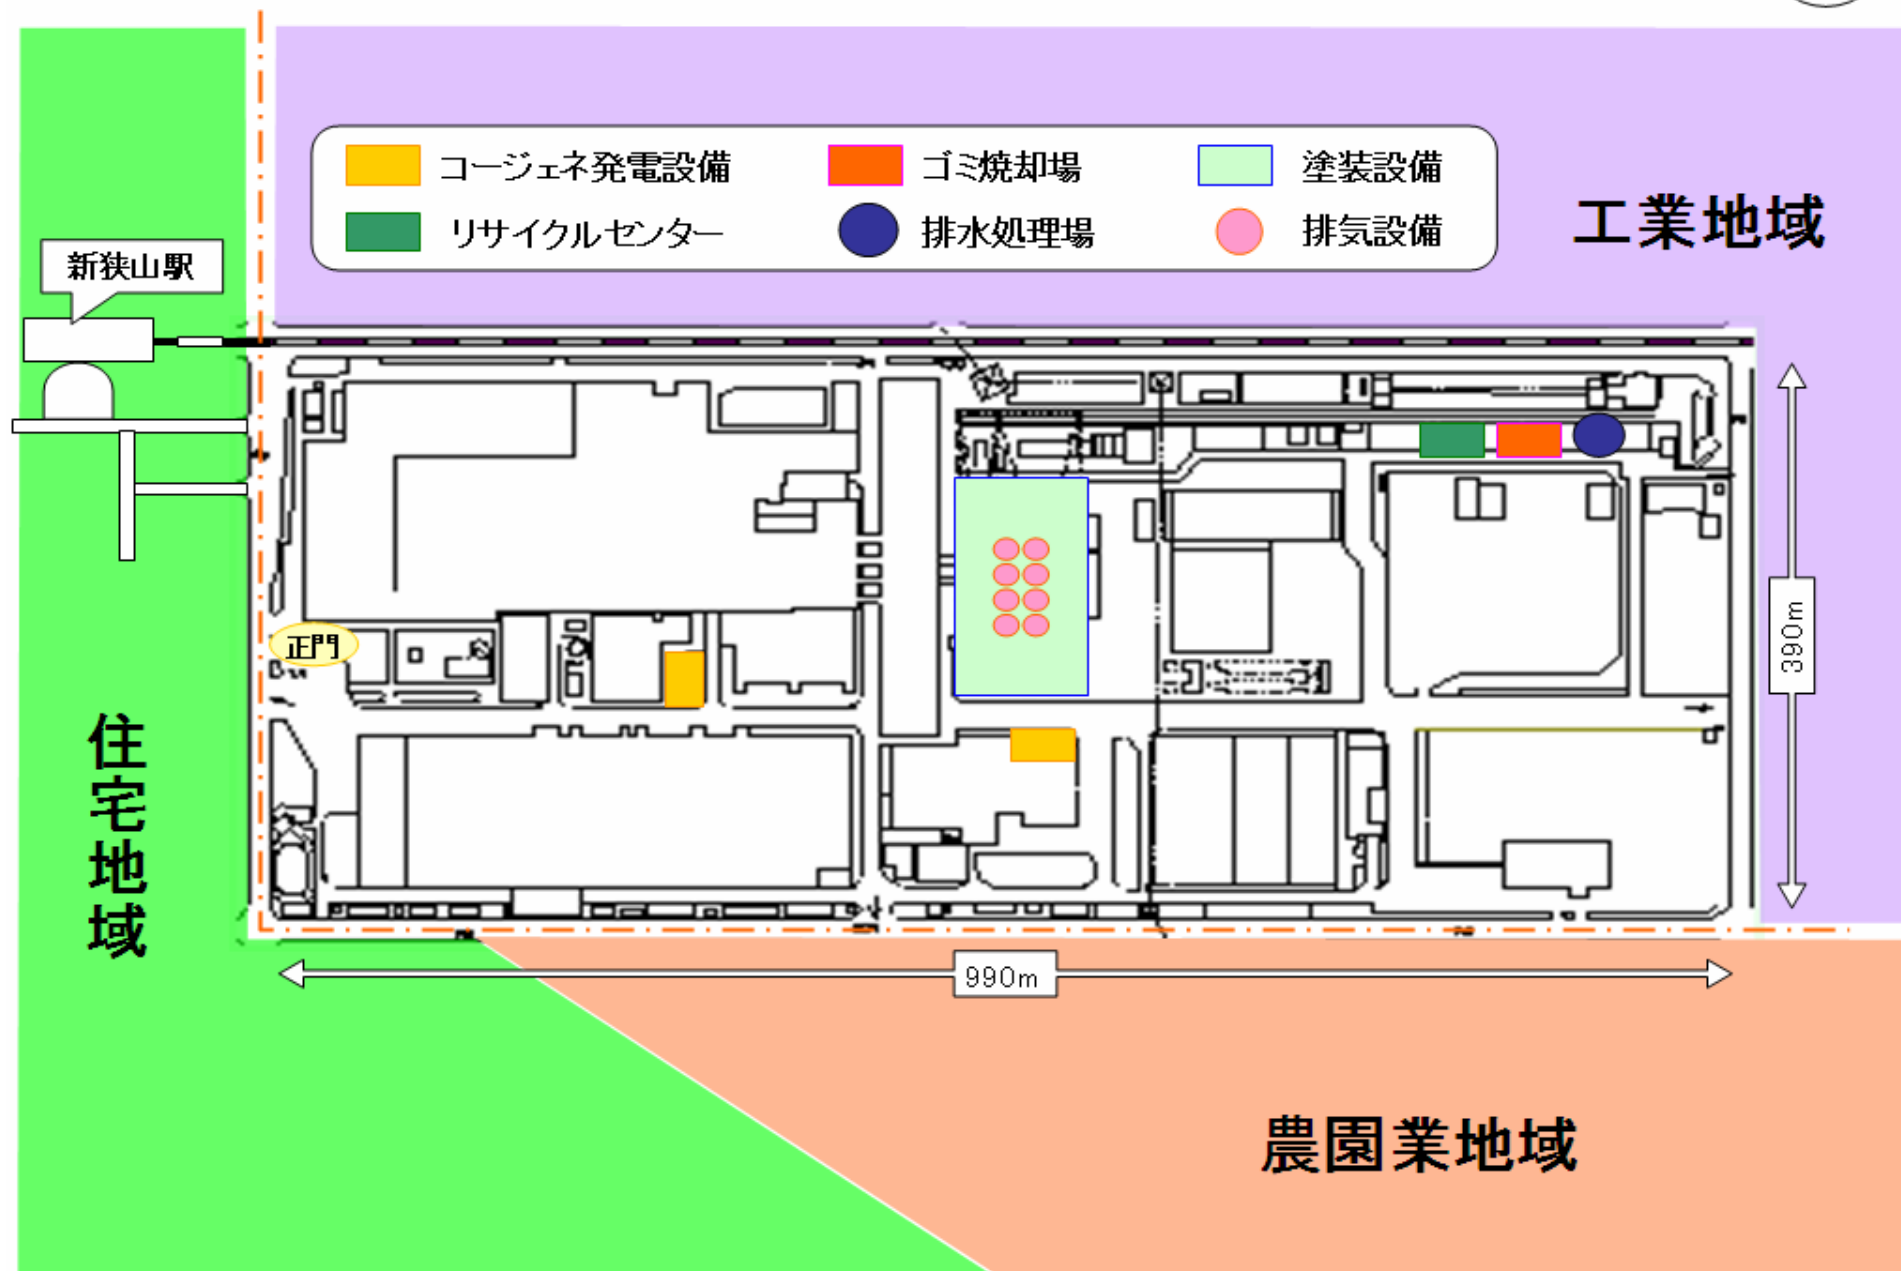 コージェネ発電設備
ゴミ焼却場
塗装設備
リサイクルセンター
排水処理場
排気設備
工業地域
新狭山駅
正門
390m
住宅地域
990m
農園業地域